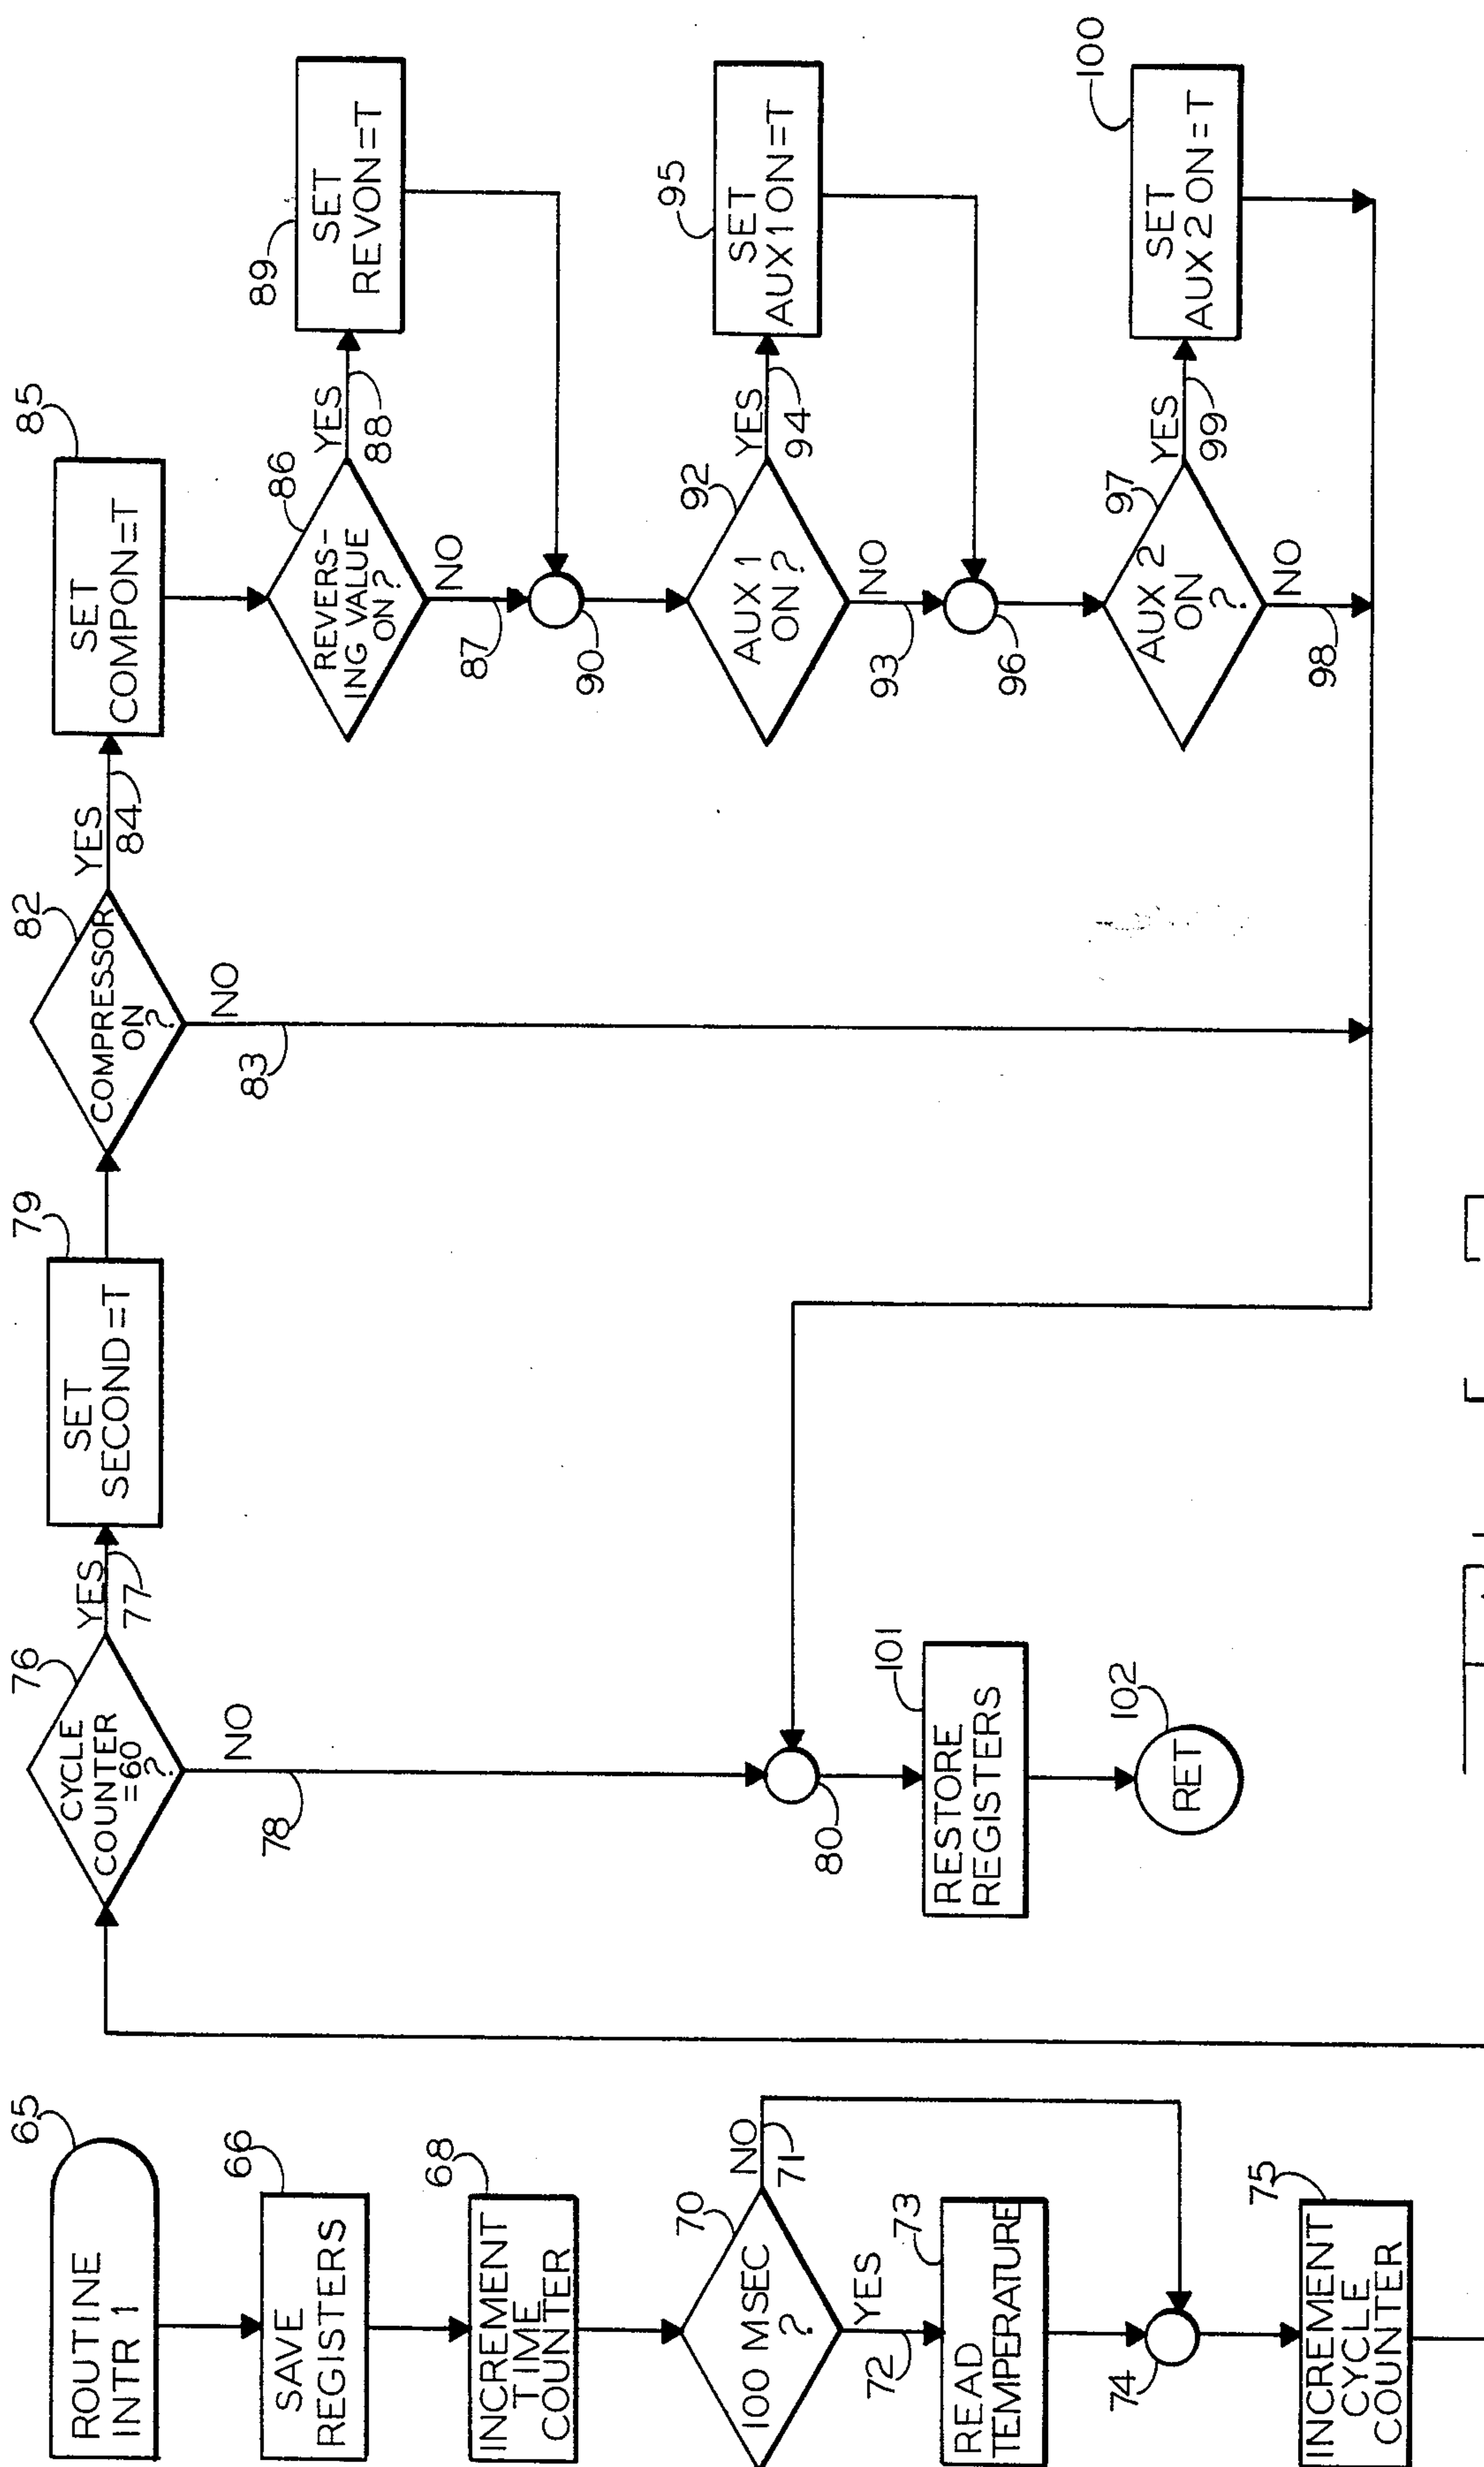 65
ROUTINE
INTR 1
66
SAVE
REGISTERS
68
INCREMENT
TIME
COUNTER
70
100 MSEC
?
NO
71
YES
72
73
READ
TEMPERATURE
74
75
INCREMENT
CYCLE
COUNTER
76
CYCLE
COUNTER
=60
?
YES
77
NO
78
79
SET
SECOND=T
80
101
RESTORE
REGISTERS
102
RET
82
COMPRESSOR
ON
?
YES
84
NO
83
85
SET
COMPON=T
86
REVERS-
ING VALUE
ON?
YES
88
NO
87
89
SET
REVON=T
90
92
AUX 1
ON?
YES
94
NO
93
95
SET
AUX 1 ON=T
96
97
AUX 2
ON
?
YES
99
NO
98
100
SET
AUX 2 ON=T